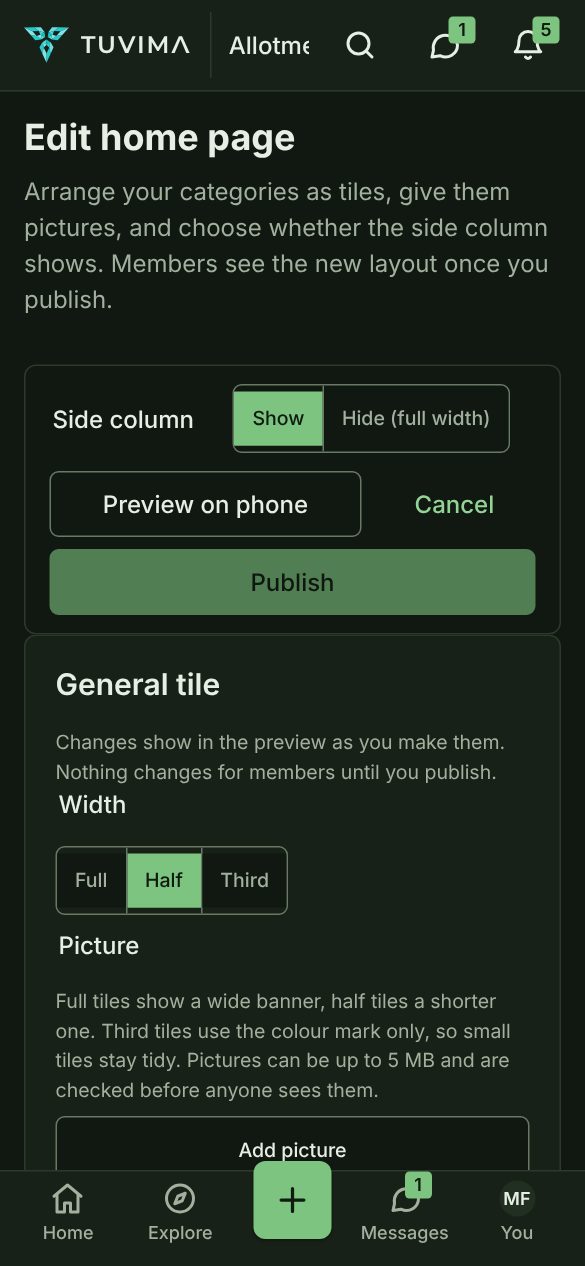 TUVIMA
Allotme
1
5
Edit home page
Arrange your categories as tiles, give them
pictures, and choose whether the side column
shows. Members see the new layout once you
publish.
Side column
Show
Hide (full width)
Preview on phone
Cancel
Publish
General tile
Changes show in the preview as you make them.
Nothing changes for members until you publish.
Width
Full
Half
Third
Picture
Full tiles show a wide banner, half tiles a shorter
one. Third tiles use the colour mark only, so small
tiles stay tidy. Pictures can be up to 5 MB and are
checked before anyone sees them.
Add picture
Home
Explore
+
1
Messages
MF
You